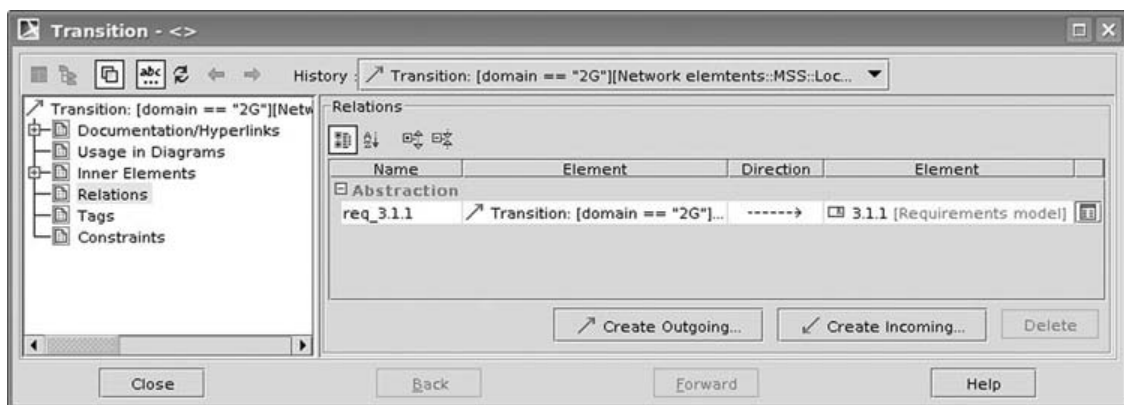 Transition - <>
History : Transition: [domain == "2G"][Network elemtents::MSS::Loc...
Transition: [domain == "2G"][Netw
Documentation/Hyperlinks
Usage in Diagrams
Inner Elements
Relations
Tags
Constraints
Relations
Name Element Direction Element
Abstraction
req_3.1.1 Transition: [domain == "2G"]... ------> 3.1.1 [Requirements model]
Create Outgoing... Create Incoming... Delete
Close Back Forward Help